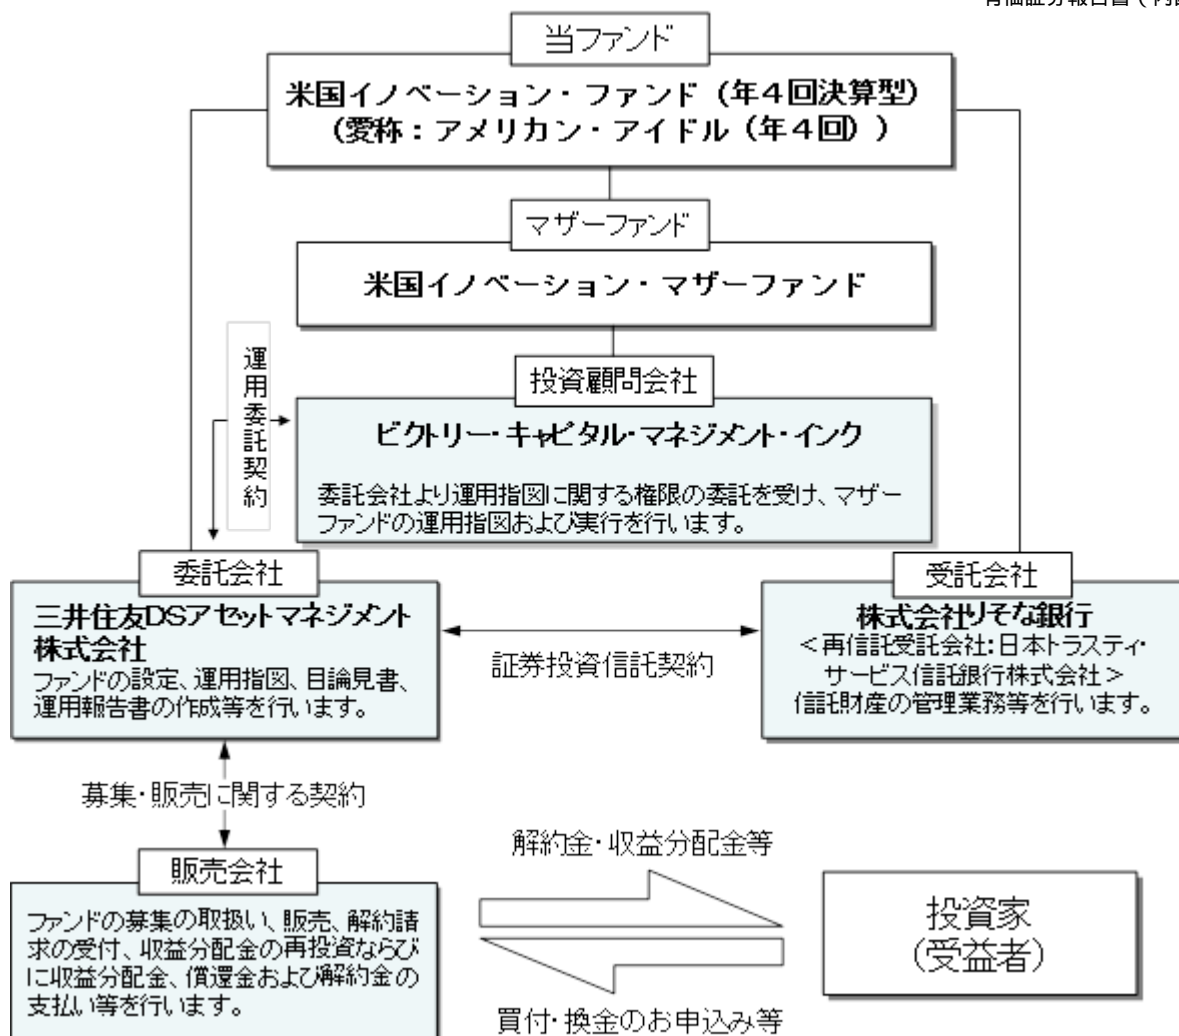 当ファンド
米国イノベーション・ファンド（年４回決算型）
（愛称：アメリカン・アイドル（年４回））
マザーファンド
米国イノベーション・マザーファンド
運用委託契約
投資顧問会社
ビクトリー・キャピタル・マネジメント・インク
委託会社より運用指図に関する権限の委託を受け、マザー
ファンドの運用指図および実行を行います。
委託会社
三井住友DSアセットマネジメント
株式会社
ファンドの設定、運用指図、目論見書、
運用報告書の作成等を行います。
証券投資信託契約
受託会社
株式会社りそな銀行
＜再信託受託会社：日本トラスティ・
サービス信託銀行株式会社＞
信託財産の管理業務等を行います。
募集・販売に関する契約
販売会社
ファンドの募集の取扱い、販売、解約請
求の受付、収益分配金の再投資ならび
に収益分配金、償還金および解約金の
支払い等を行います。
解約金・収益分配金等
買付・換金のお申込み等
投資家
（受益者）